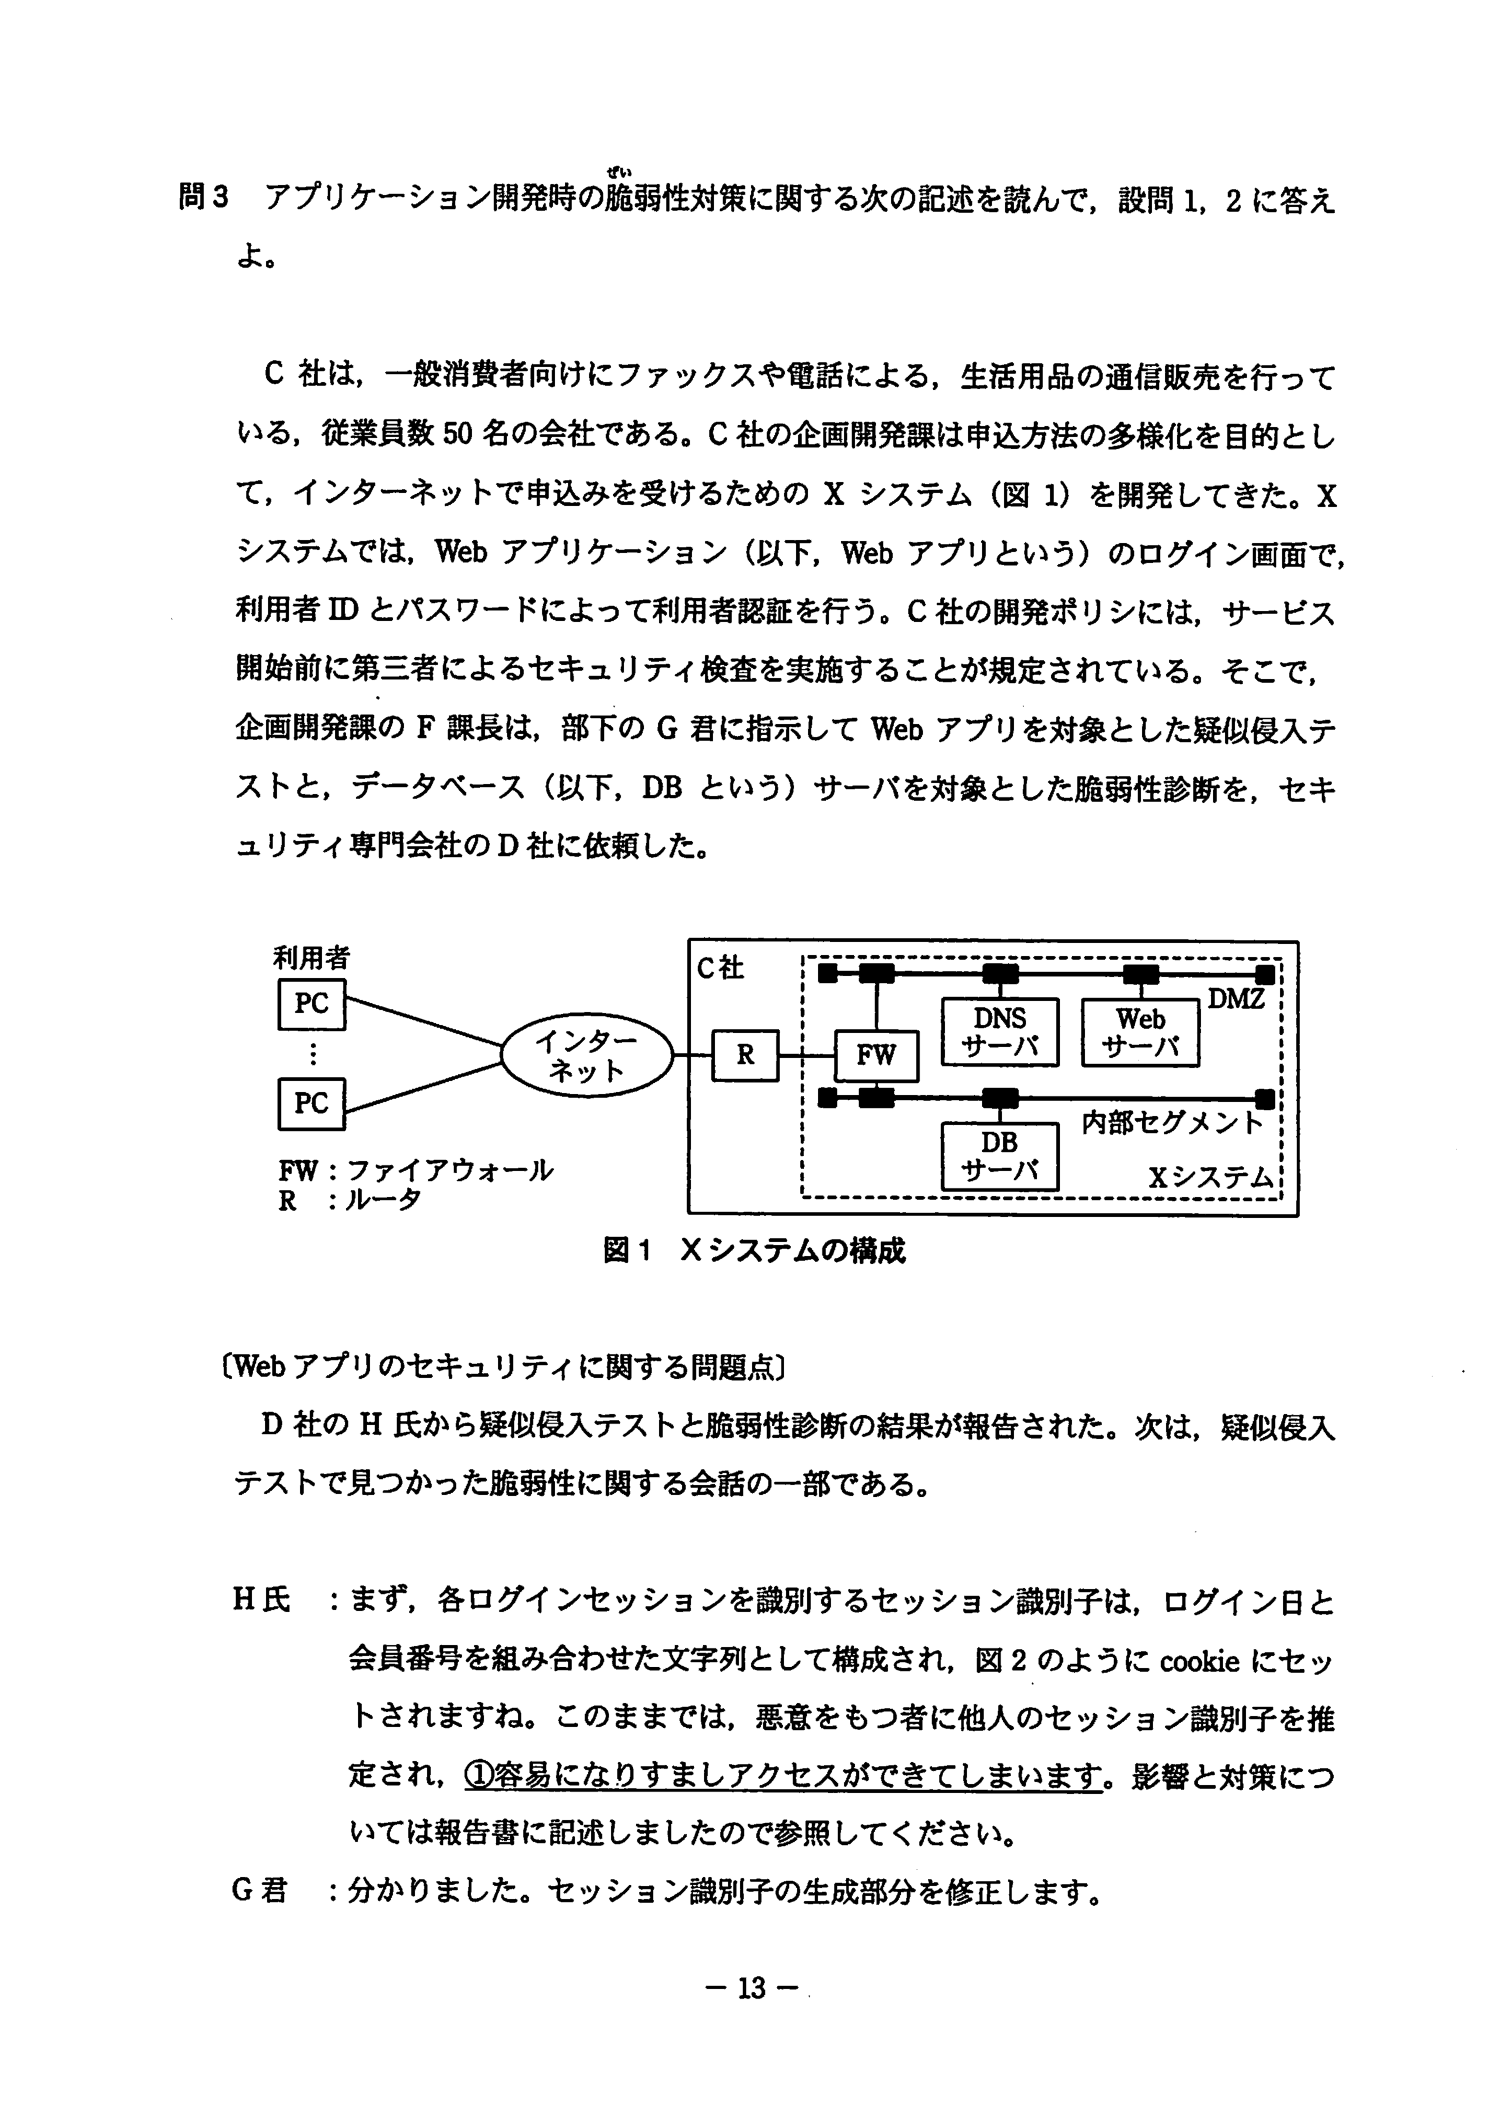 ぜい
問3 アプリケーション開発時の脆弱性対策に関する次の記述を読んで，設問1，2に答え
よ。
C 社は，一般消費者向けにファックスや電話による，生活用品の通信販売を行って
いる，従業員数 50 名の会社である。C 社の企画開発課は申込方法の多様化を目的とし
て，インターネットで申込みを受けるための X システム（図 1）を開発してきた。X
システムでは，Web アプリケーション（以下，Web アプリという）のログイン画面で，
利用者 ID とパスワードによって利用者認証を行う。C 社の開発ポリシには，サービス
開始前に第三者によるセキュリティ検査を実施することが規定されている。そこで，
企画開発課の F 課長は，部下の G 君に指示して Web アプリを対象とした疑似侵入テ
ストと，データベース（以下，DB という）サーバを対象とした脆弱性診断を，セキ
ュリティ専門会社の D 社に依頼した。
利用者
PC
⋮
PC
インター
ネット
C社
R
FW
DNS
サーバ
Web
サーバ
DMZ
DB
サーバ
内部セグメント
Xシステム
FW：ファイアウォール
R ：ルータ
図1 Xシステムの構成
〔Web アプリのセキュリティに関する問題点〕
D 社の H 氏から疑似侵入テストと脆弱性診断の結果が報告された。次は，疑似侵入
テストで見つかった脆弱性に関する会話の一部である。
H氏 ：まず，各ログインセッションを識別するセッション識別子は，ログイン日と
会員番号を組み合わせた文字列として構成され，図 2 のように cookie にセッ
トされますね。このままでは，悪意をもつ者に他人のセッション識別子を推
定され，①容易になりすましアクセスができてしまいます。影響と対策につ
いては報告書に記述しましたので参照してください。
G君 ：分かりました。セッション識別子の生成部分を修正します。
－ 13 －